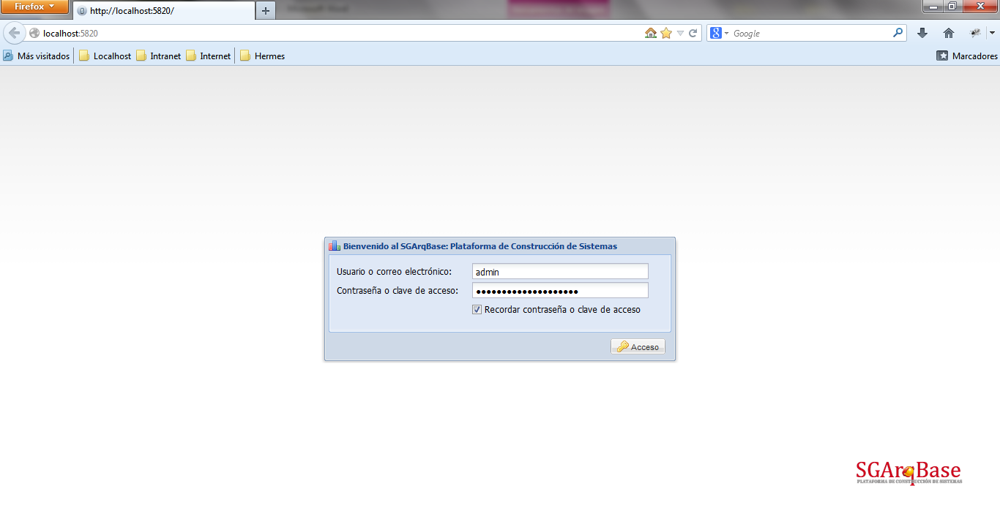 Firefox
http://localhost:5820/
localhost:5820
Google
Más visitados
Localhost
Intranet
Internet
Hermes
Marcadores
Bienvenido al SGArqBase: Plataforma de Construcción de Sistemas
Usuario o correo electrónico:
admin
Contraseña o clave de acceso:
Recordar contraseña o clave de acceso
Acceso
SGArqBase
PLATAFORMA DE CONSTRUCCIÓN DE SISTEMAS